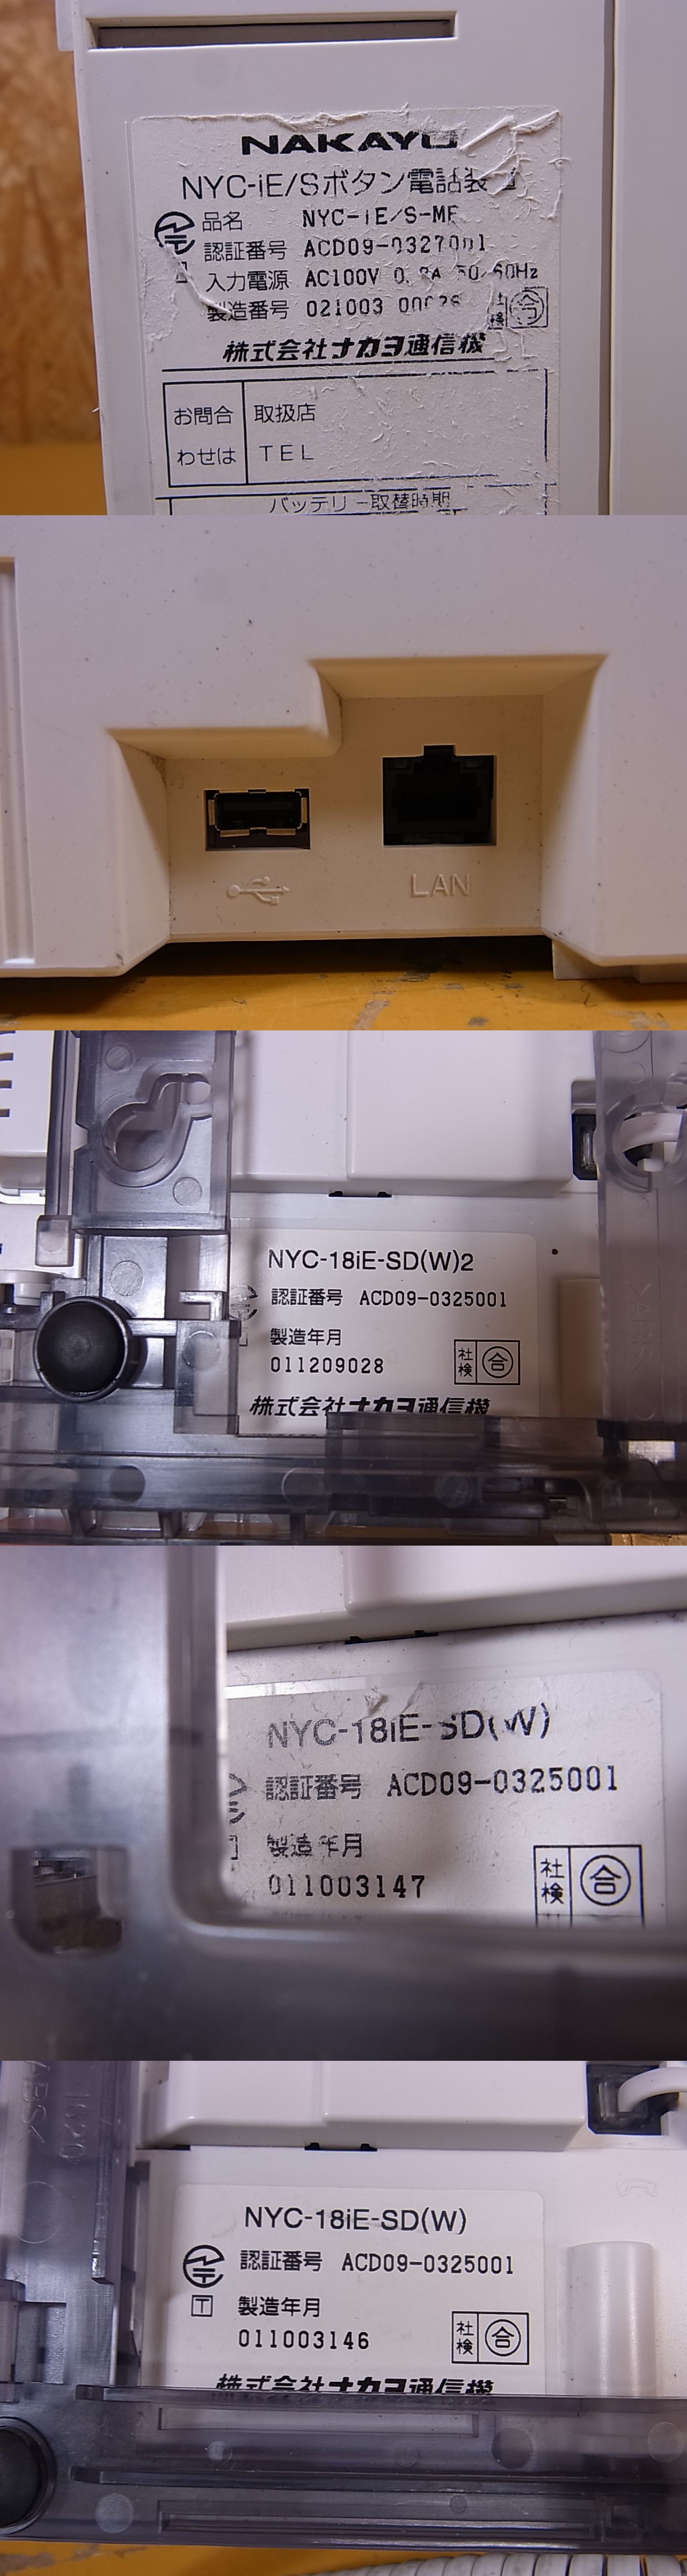 NAKAYO
NYC-iE/Sボタン電話装
品名 NYC-iE/S-ME
認証番号 ACD09-0327001
入力電源 AC100V 50/60Hz
製造番号 021003
検
株式会社ナカヨ通信機
お問合わせは
取扱店
TEL
バッテリー取替時期
LAN
NYC-18iE-SD(W)2
認証番号 ACD09-0325001
製造年月
011209028
社検 合
株式会社ナカヨ通信機
NYC-18iE-SD(W)
認証番号 ACD09-0325001
製造年月
011003147
社検 合
>ABS<
NYC-18iE-SD(W)
認証番号 ACD09-0325001
T 製造年月
011003146
社検 合
株式会社ナカヨ通信機